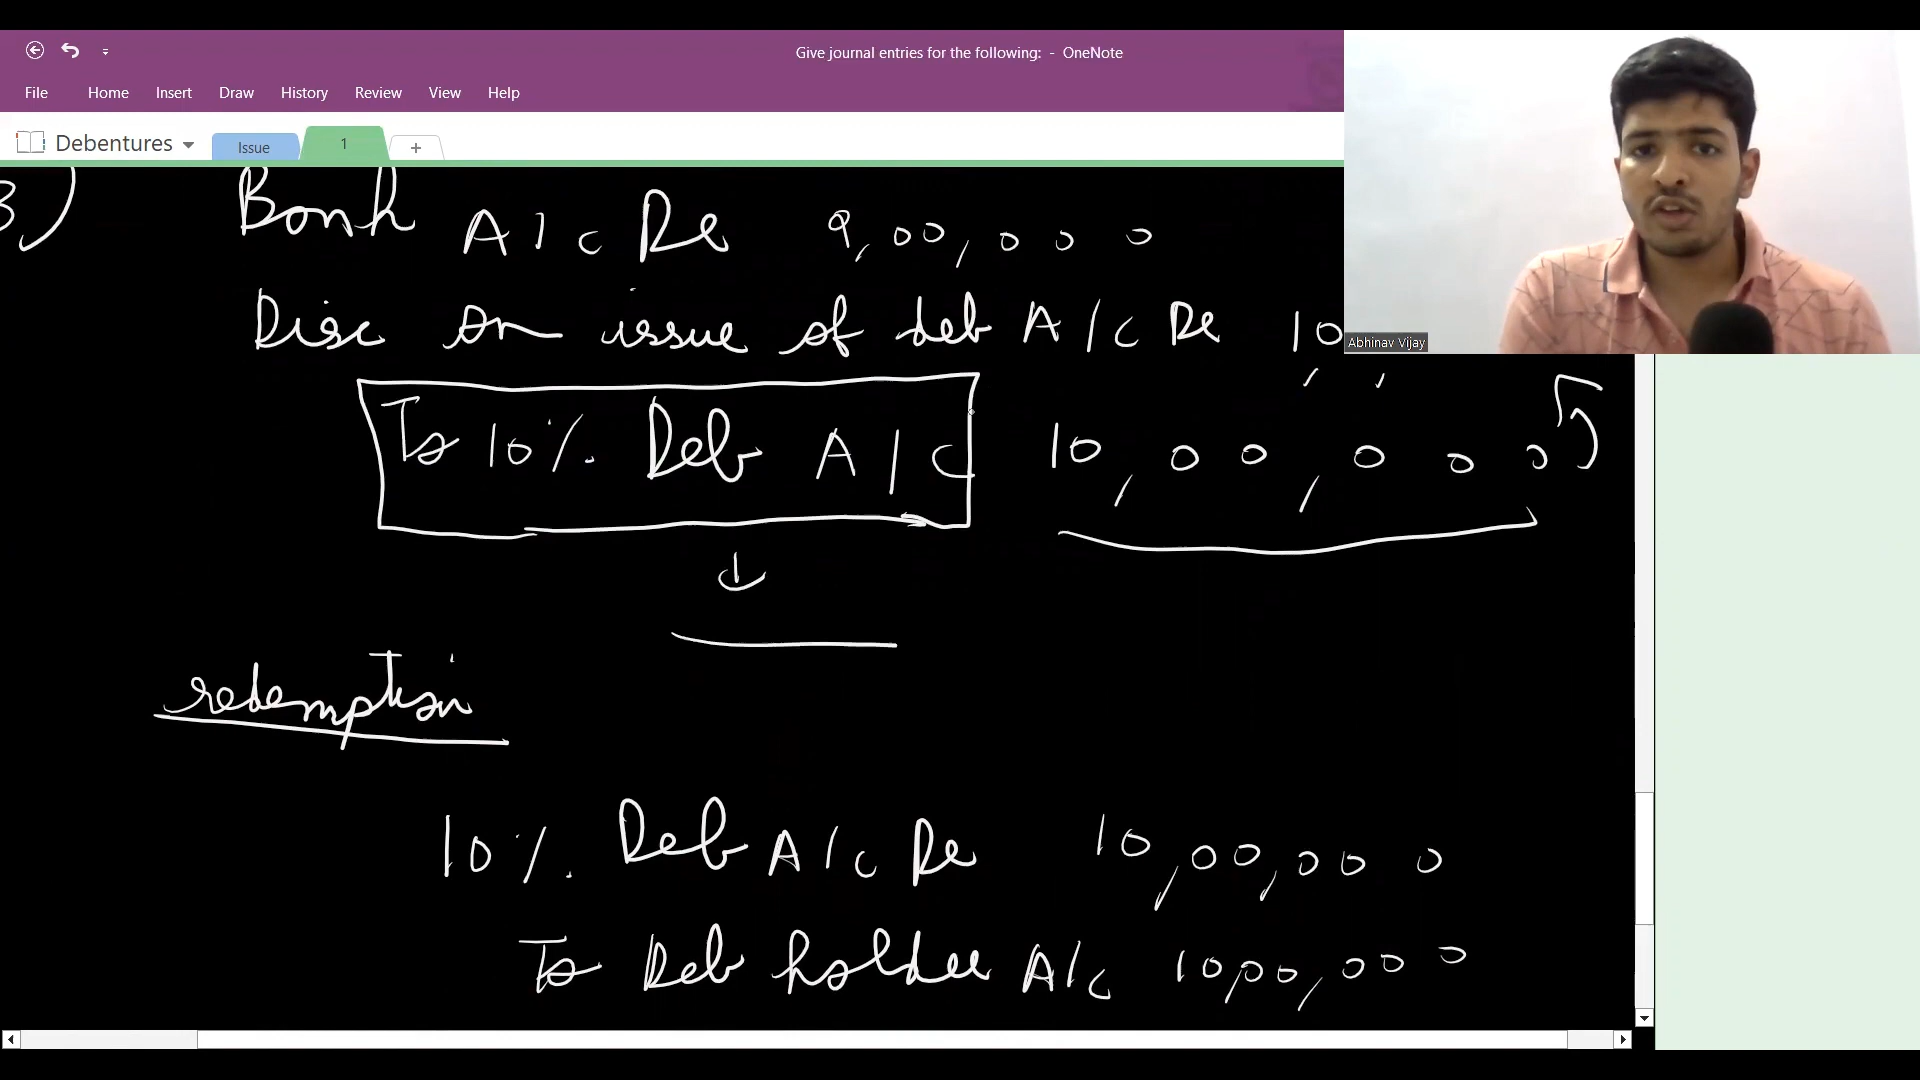 Give journal entries for the following: - OneNote
File Home Insert Draw History Review View Help
Debentures Issue 1 +
3) Bank A/c Dr 9,00,000
Disc on issue of deb A/c Dr 10
To 10% Deb A/c 10,00,000
redemption
10% Deb A/c Dr 10,00,000
To Deb holder A/c 10,00,000
Abhinav Vijay